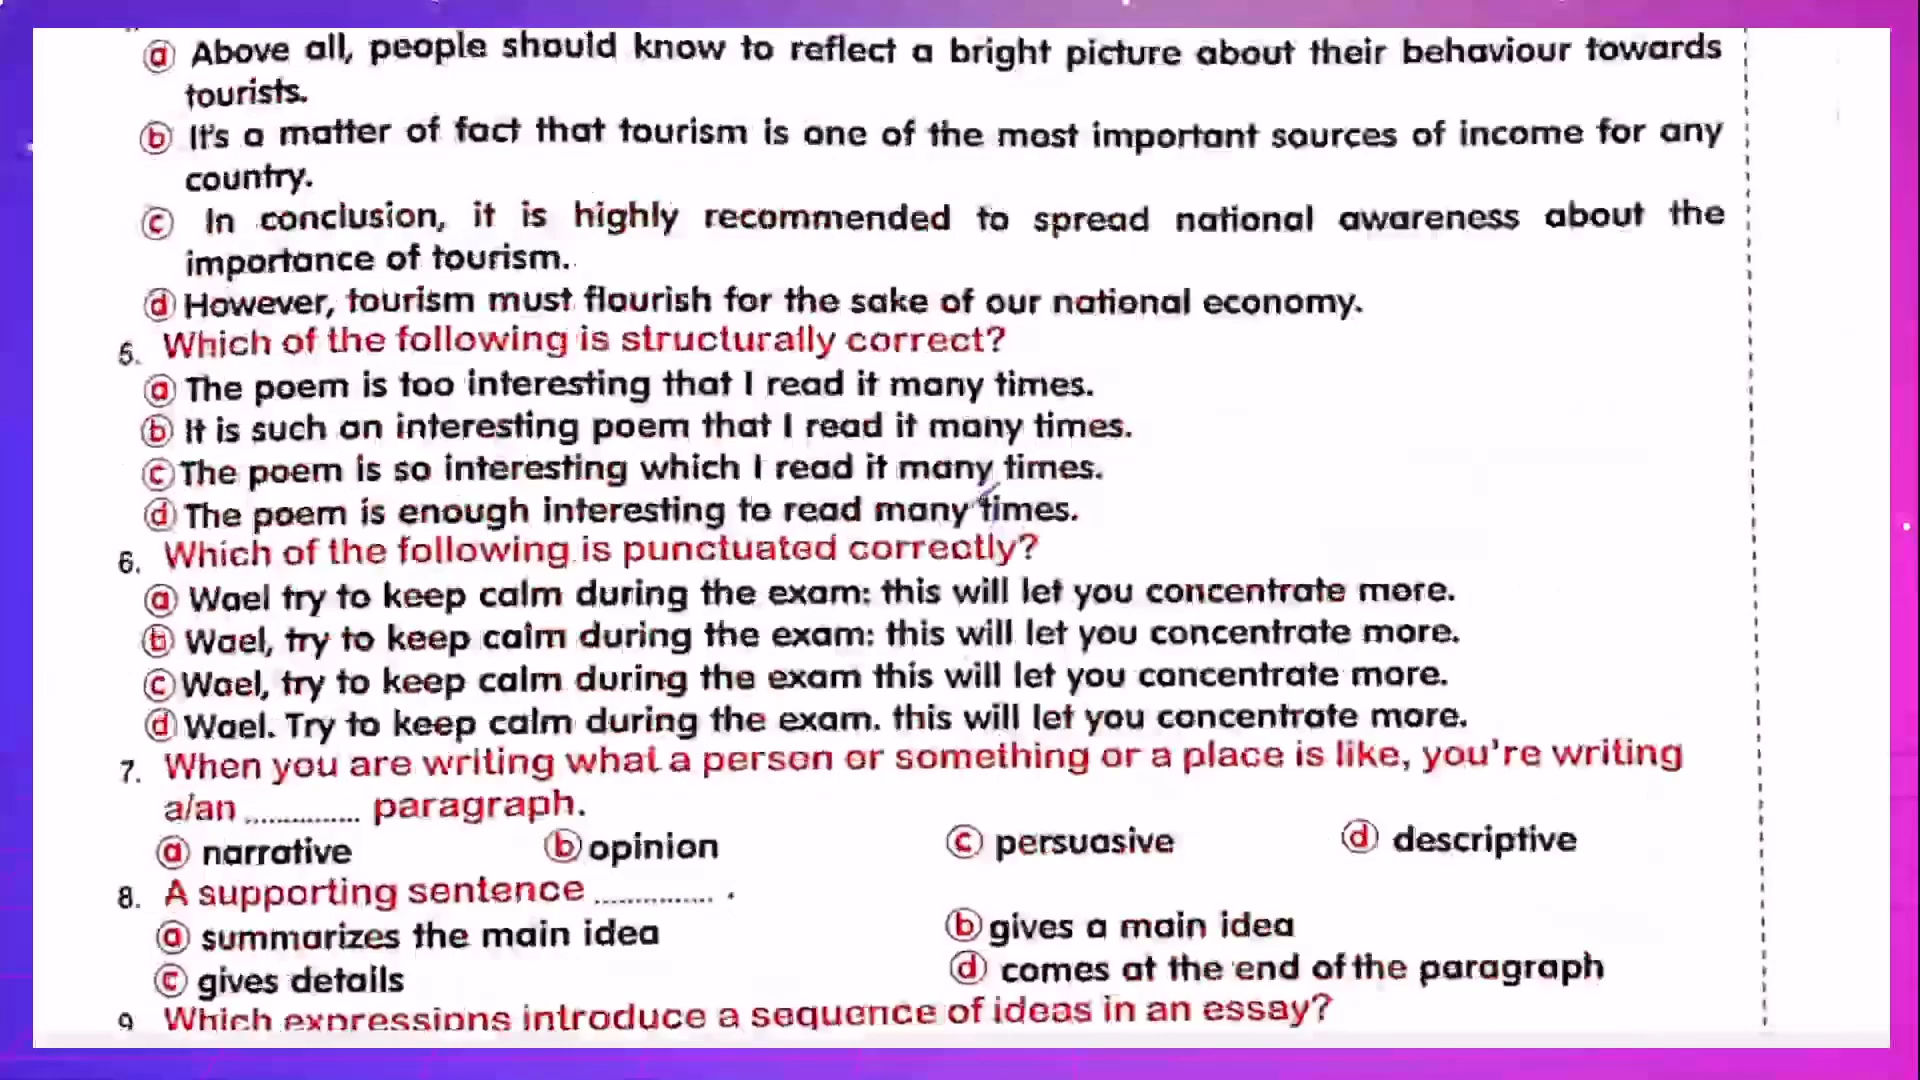 a Above all, people should know to reflect a bright picture about their behaviour towards
tourists.
b It's a matter of fact that tourism is one of the most important sources of income for any
country.
c In conclusion, it is highly recommended to spread national awareness about the
importance of tourism.
d However, tourism must flourish for the sake of our national economy.
5. Which of the following is structurally correct?
a The poem is too interesting that I read it many times.
b It is such an interesting poem that I read it many times.
c The poem is so interesting which I read it many times.
d The poem is enough interesting to read many times.
6. Which of the following is punctuated correctly?
a Wael try to keep calm during the exam: this will let you concentrate more.
b Wael, try to keep calm during the exam: this will let you concentrate more.
c Wael, try to keep calm during the exam this will let you concentrate more.
d Wael. Try to keep calm during the exam. this will let you concentrate more.
7. When you are writing what a person or something or a place is like, you're writing
a/an ............... paragraph.
a narrative b opinion c persuasive d descriptive
8. A supporting sentence ............... .
a summarizes the main idea b gives a main idea
c gives details d comes at the end of the paragraph
9 Which expressions introduce a sequence of ideas in an essay?